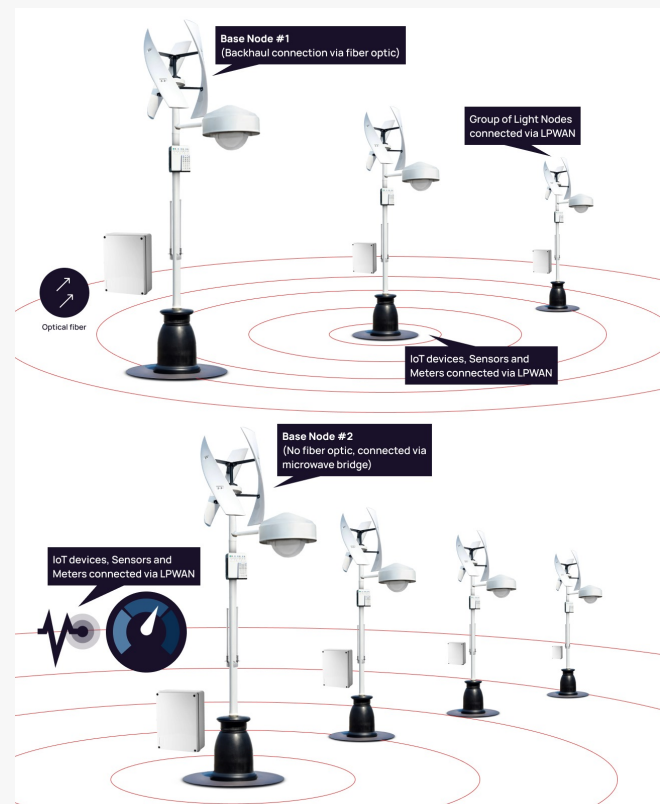 Base Node #1
(Backhaul connection via fiber optic)
Group of Light Nodes
connected via LPWAN
Optical fiber
IoT devices, Sensors and
Meters connected via LPWAN
Base Node #2
(No fiber optic, connected via
microwave bridge)
IoT devices, Sensors and
Meters connected via LPWAN